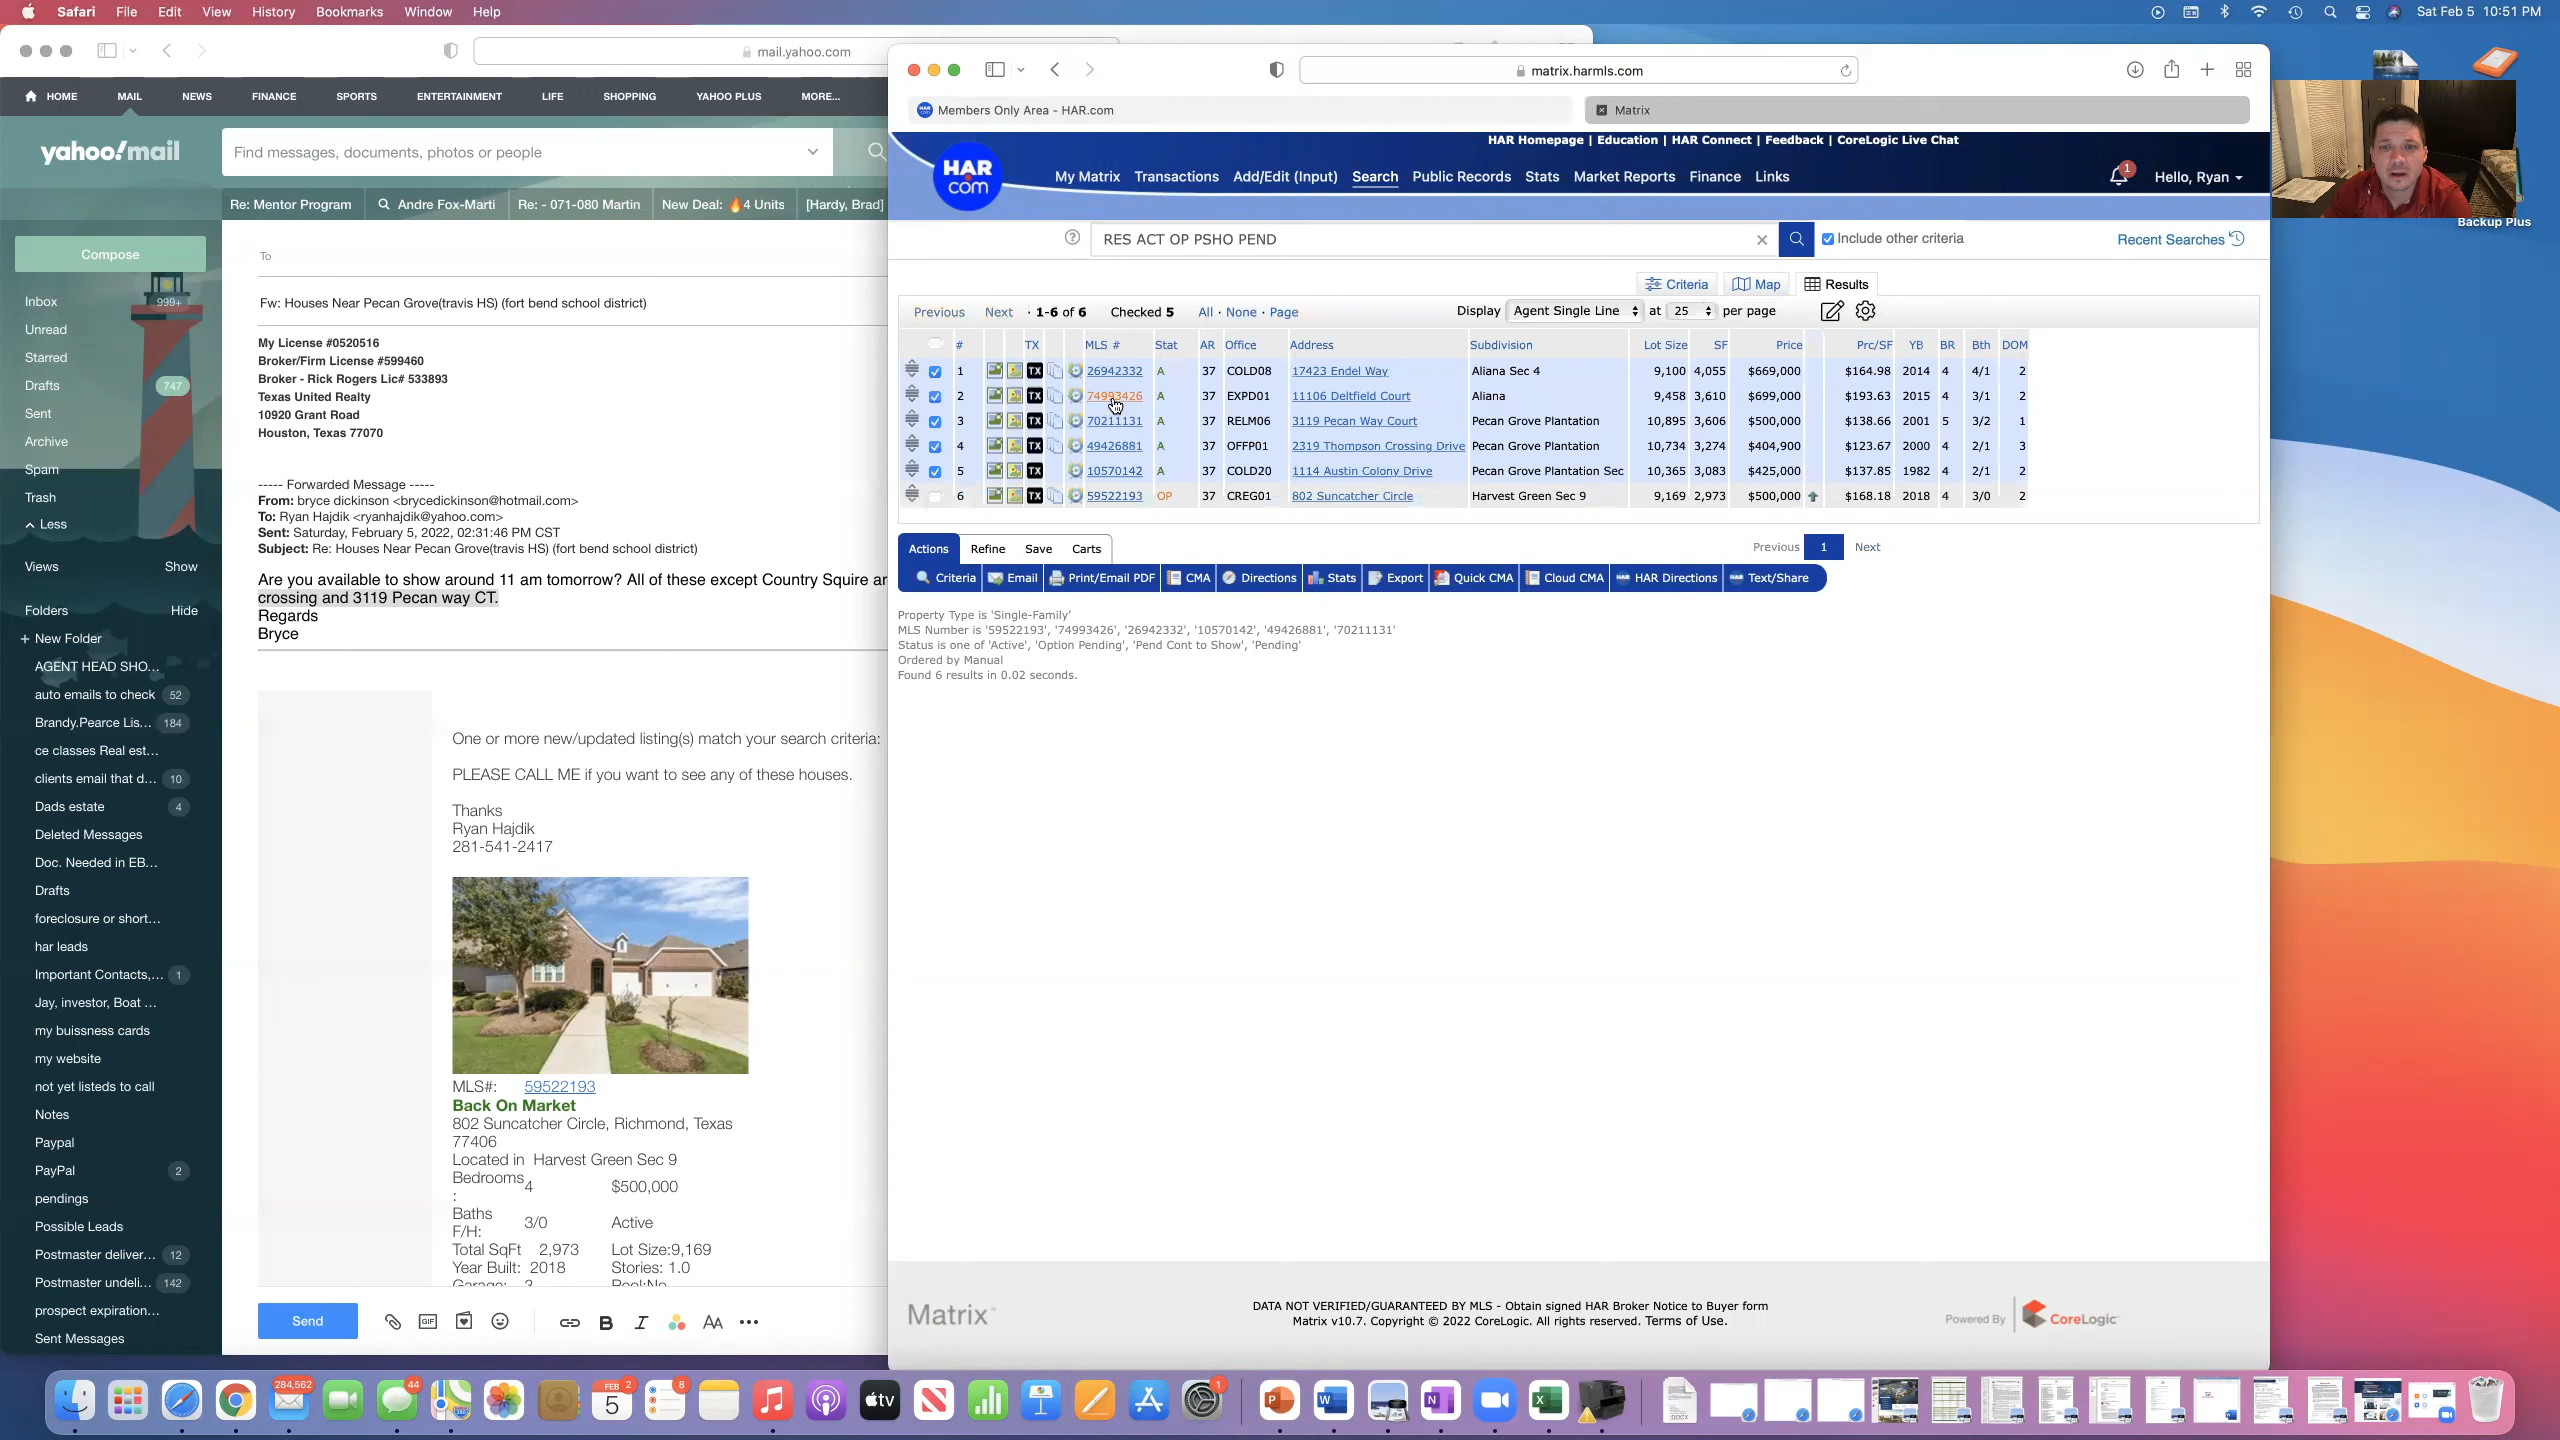 Safari File Edit View History Bookmarks Window Help
Sat Feb 5 10:51 PM
mail.yahoo.com
HOME MAIL NEWS FINANCE SPORTS ENTERTAINMENT LIFE SHOPPING YAHOO PLUS MORE...
yahoo!mail
Find messages, documents, photos or people
Re: Mentor Program Andre Fox-Marti Re: - 071-080 Martin New Deal: 🔥4 Units [Hardy, Brad]
Compose
Inbox 999+
Unread
Starred
Drafts 747
Sent
Archive
Spam
Trash
Less
Views Show
Folders Hide
+ New Folder
AGENT HEAD SHO...
auto emails to check 52
Brandy.Pearce Lis... 184
ce classes Real est...
clients email that d... 10
Dads estate 4
Deleted Messages
Doc. Needed in EB...
Drafts
foreclosure or short...
har leads
Important Contacts,... 1
Jay, investor, Boat ...
my buissness cards
my website
not yet listeds to call
Notes
Paypal
PayPal 2
pendings
Possible Leads
Postmaster deliver... 12
Postmaster undeli... 142
prospect expiration...
Sent Messages
To
Fw: Houses Near Pecan Grove(travis HS) (fort bend school district)
My License #0520516
Broker/Firm License #599460
Broker - Rick Rogers Lic# 533893
Texas United Realty
10920 Grant Road
Houston, Texas 77070
----- Forwarded Message -----
From: bryce dickinson <brycedickinson@hotmail.com>
To: Ryan Hajdik <ryanhajdik@yahoo.com>
Sent: Saturday, February 5, 2022, 02:31:46 PM CST
Subject: Re: Houses Near Pecan Grove(travis HS) (fort bend school district)
Are you available to show around 11 am tomorrow? All of these except Country Squire ar
crossing and 3119 Pecan way CT.
Regards
Bryce
One or more new/updated listing(s) match your search criteria:
PLEASE CALL ME if you want to see any of these houses.
Thanks
Ryan Hajdik
281-541-2417
MLS#: 59522193
Back On Market
802 Suncatcher Circle, Richmond, Texas
77406
Located in Harvest Green Sec 9
Bedrooms
: 4 $500,000
Baths
F/H: 3/0 Active
Total SqFt 2,973 Lot Size:9,169
Year Built: 2018 Stories: 1.0
Garage: 3 Pool:No
Send
GIF B I AA
matrix.harmls.com
Members Only Area - HAR.com Matrix
HAR Homepage | Education | HAR Connect | Feedback | CoreLogic Live Chat
HAR
com
My Matrix Transactions Add/Edit (Input) Search Public Records Stats Market Reports Finance Links
1 Hello, Ryan
RES ACT OP PSHO PEND
Include other criteria
Recent Searches
Criteria Map Results
Previous Next · 1-6 of 6 Checked 5 All · None · Page Display Agent Single Line at 25 per page
# TX MLS # Stat AR Office Address Subdivision Lot Size SF Price Prc/SF YB BR Bth DOM
1 TX 26942332 A 37 COLD08 17423 Endel Way Aliana Sec 4 9,100 4,055 $669,000 $164.98 2014 4 4/1 2
2 TX 74993426 A 37 EXPD01 11106 Deltfield Court Aliana 9,458 3,610 $699,000 $193.63 2015 4 3/1 2
3 TX 70211131 A 37 RELM06 3119 Pecan Way Court Pecan Grove Plantation 10,895 3,606 $500,000 $138.66 2001 5 3/2 1
4 TX 49426881 A 37 OFFP01 2319 Thompson Crossing Drive Pecan Grove Plantation 10,734 3,274 $404,900 $123.67 2000 4 2/1 3
5 TX 10570142 A 37 COLD20 1114 Austin Colony Drive Pecan Grove Plantation Sec 10,365 3,083 $425,000 $137.85 1982 4 2/1 2
6 TX 59522193 OP 37 CREG01 802 Suncatcher Circle Harvest Green Sec 9 9,169 2,973 $500,000 $168.18 2018 4 3/0 2
Actions Refine Save Carts
Previous 1 Next
Criteria Email Print/Email PDF CMA Directions Stats Export Quick CMA Cloud CMA HAR Directions Text/Share
Property Type is 'Single-Family'
MLS Number is '59522193', '74993426', '26942332', '10570142', '49426881', '70211131'
Status is one of 'Active', 'Option Pending', 'Pend Cont to Show', 'Pending'
Ordered by Manual
Found 6 results in 0.02 seconds.
Matrix
DATA NOT VERIFIED/GUARANTEED BY MLS - Obtain signed HAR Broker Notice to Buyer form
Matrix v10.7. Copyright © 2022 CoreLogic. All rights reserved. Terms of Use.
Powered By CoreLogic
Backup Plus
284,562 44 FEB 5 2 8 tv 1